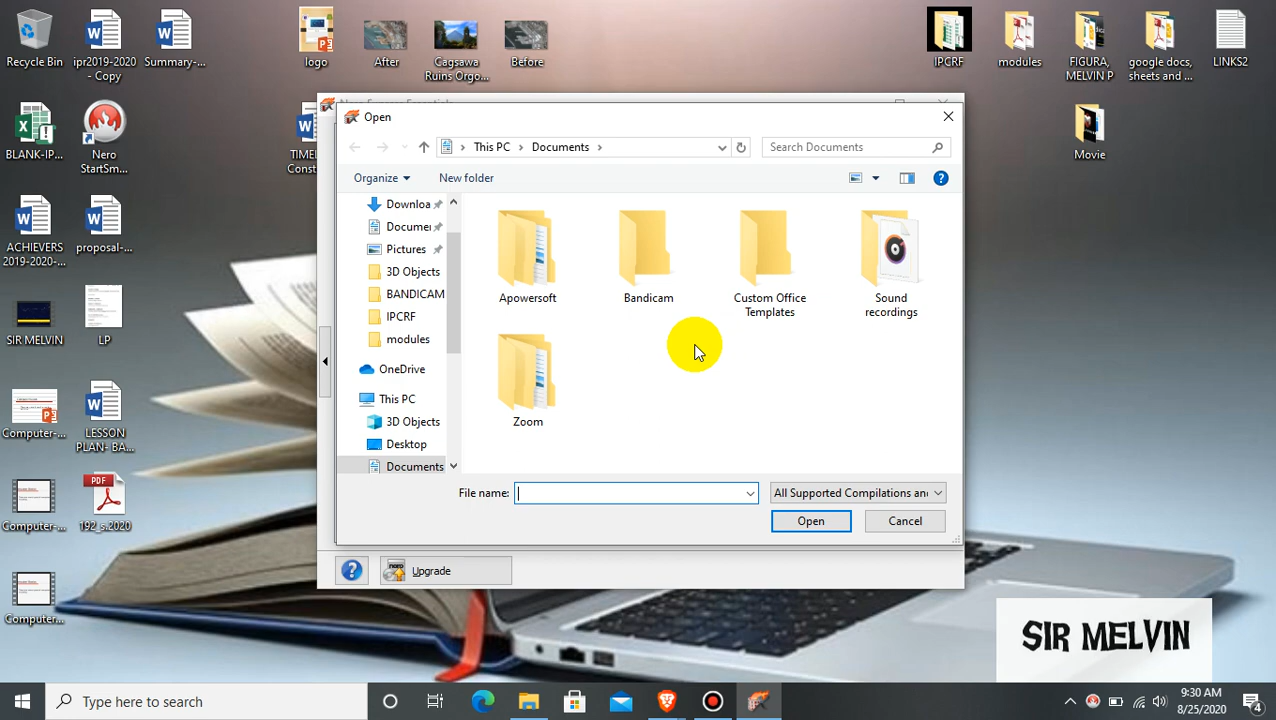 Recycle Bin
ipr2019-2020
- Copy
Summary-...
logo
After
Cagsawa
Ruins Orgo...
Before
IPCRF
modules
FIGURA,
MELVIN P
google docs,
sheets and ...
LINKS2
BLANK-IP...
Nero
StartSm...
Movie
ACHIEVERS
2019-2020-...
proposal-...
SIR MELVIN
LP
Computer-...
LESSON
PLAN- BA...
Computer-...
PDF
192_s.2020
Computer...
Open
This PC
Documents
Search Documents
Organize
New folder
Downloa
Documer
Pictures
3D Objects
BANDICAM
IPCRF
modules
OneDrive
This PC
3D Objects
Desktop
Documents
Apowersoft
Bandicam
Custom Office
Templates
Sound
recordings
Zoom
File name:
All Supported Compilations an
Open
Cancel
Upgrade
SIR MELVIN
Type here to search
9:30 AM
8/25/2020
4